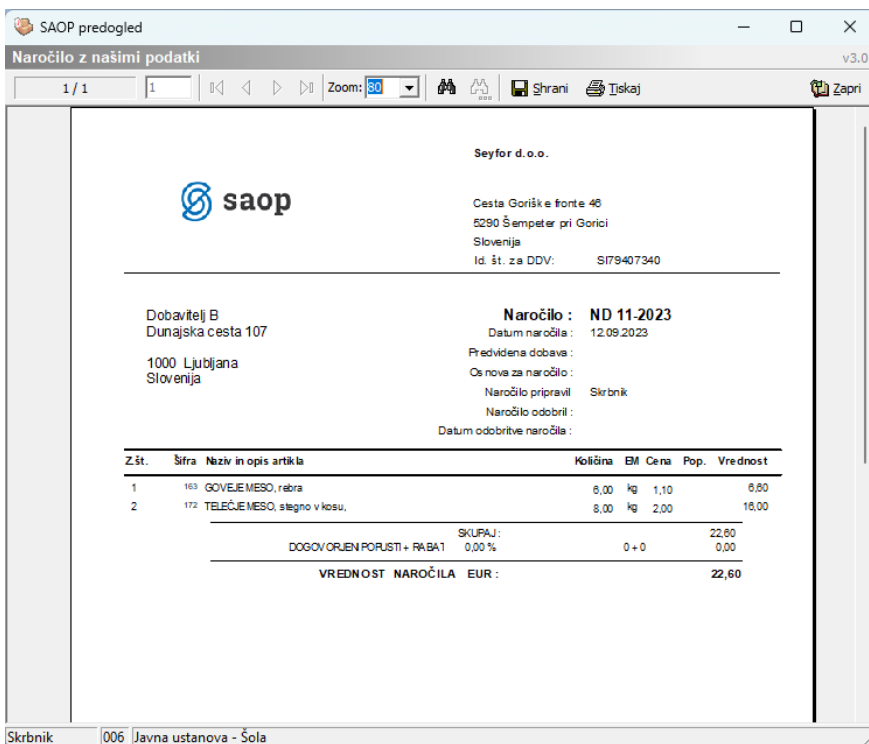 SAOP predogled
Naročilo z našimi podatki v3.0
1 / 1 1 Zoom: 80 Shrani Tiskaj Zapri
Seyfor d.o.o.
saop
Cesta Goriške fronte 46
5290 Šempeter pri Gorici
Slovenija
Id. št. za DDV: SI79407340
Dobavitelj B Naročilo : ND 11-2023
Dunajska cesta 107 Datum naročila : 12.09.2023
Predvidena dobava :
1000 Ljubljana Osnova za naročilo :
Slovenija Naročilo pripravil Skrbnik
Naročilo odobril :
Datum odobritve naročila :
Z.št. Šifra Naziv in opis artikla Količina EM Cena Pop. Vrednost
1 163 GOVEJE MESO, rebra 6,00 kg 1,10 6,60
2 172 TELEČJE MESO, stegno v kosu, 8,00 kg 2,00 16,00
SKUPAJ : 22,60
DOGOVORJENI POPUSTI + RABAT 0,00 % 0 + 0 0,00
VREDNOST NAROČILA EUR : 22,60
Skrbnik 006 Javna ustanova - Šola